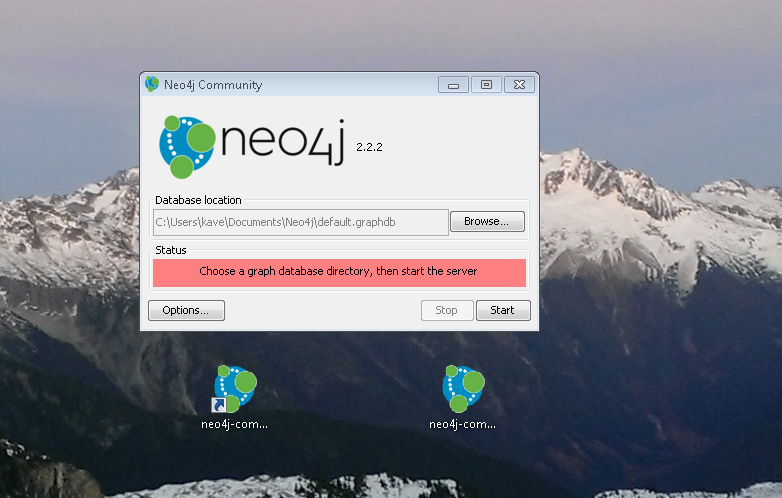 Neo4j Community
neo4j 2.2.2
Database location
C:\Users\kave\Documents\Neo4j\default.graphdb
Browse...
Status
Choose a graph database directory, then start the server
Options...
Stop
Start
neo4j-com...
neo4j-com...